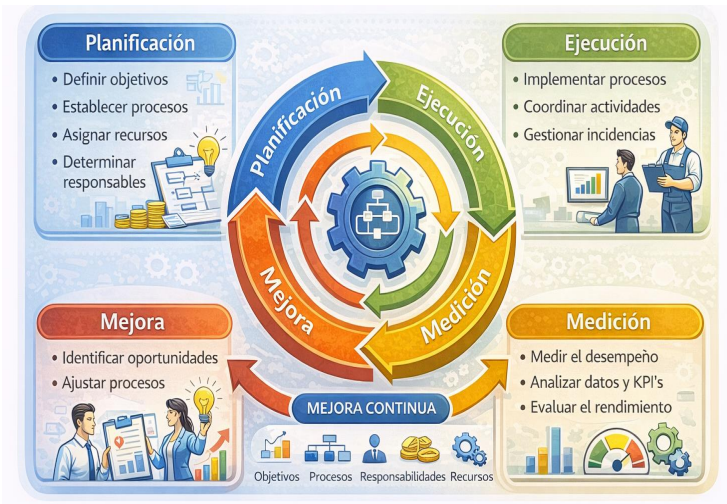 Planificación
• Definir objetivos
• Establecer procesos
• Asignar recursos
• Determinar
responsables
Ejecución
• Implementar procesos
• Coordinar actividades
• Gestionar incidencias
Planificación
Ejecución
Mejora
Medición
Mejora
• Identificar oportunidades
• Ajustar procesos
Medición
• Medir el desempeño
• Analizar datos y KPI's
• Evaluar el rendimiento
MEJORA CONTINUA
Objetivos Procesos Responsabilidades Recursos